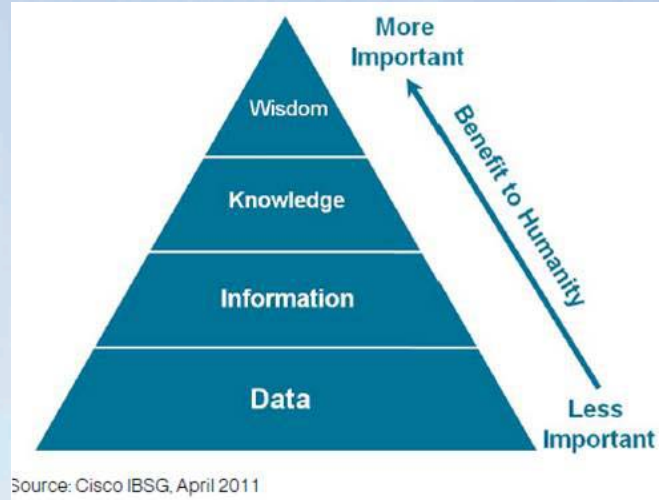 More
Important
Wisdom
Benefit to Humanity
Knowledge
Information
Data
Less
Important
Source: Cisco IBSG, April 2011